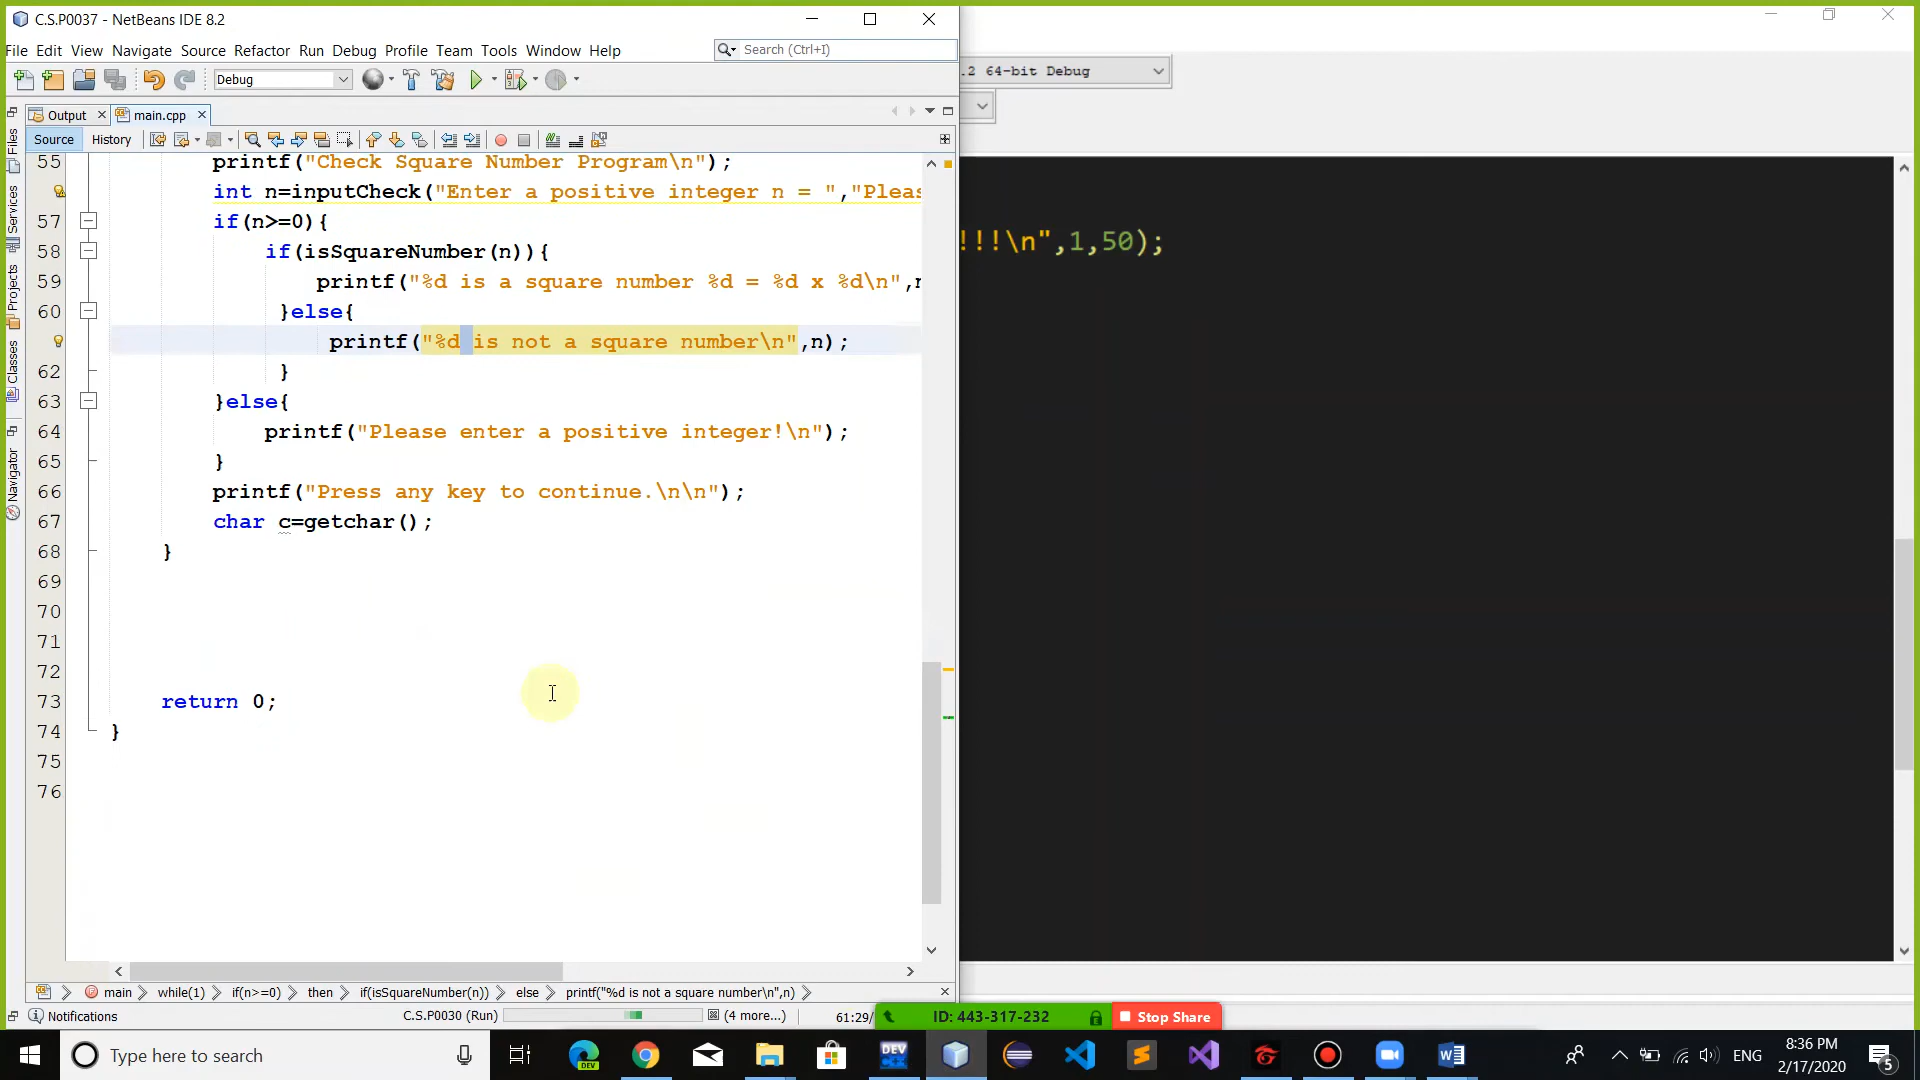 C.S.P0037 - NetBeans IDE 8.2
File Edit View Navigate Source Refactor Run Debug Profile Team Tools Window Help
Search (Ctrl+I)
Debug
.2 64-bit Debug
Output main.cpp
Source History
Files
Services
Projects
Classes
Navigator
55 printf("Check Square Number Program\n");
int n=inputCheck("Enter a positive integer n = ","Pleas
57 if(n>=0){
58 if(isSquareNumber(n)){
59 printf("%d is a square number %d = %d x %d\n",n
60 }else{
printf("%d is not a square number\n",n);
62 }
63 }else{
64 printf("Please enter a positive integer!\n");
65 }
66 printf("Press any key to continue.\n\n");
67 char c=getchar();
68 }
69
70
71
72
73 return 0;
74 }
75
76
!!!\n",1,50);
main while(1) if(n>=0) then if(isSquareNumber(n)) else printf("%d is not a square number\n",n)
Notifications C.S.P0030 (Run) (4 more...) 61:29/
ID: 443-317-232 Stop Share
Type here to search
DEV
DEV
ENG
8:36 PM
2/17/2020
5